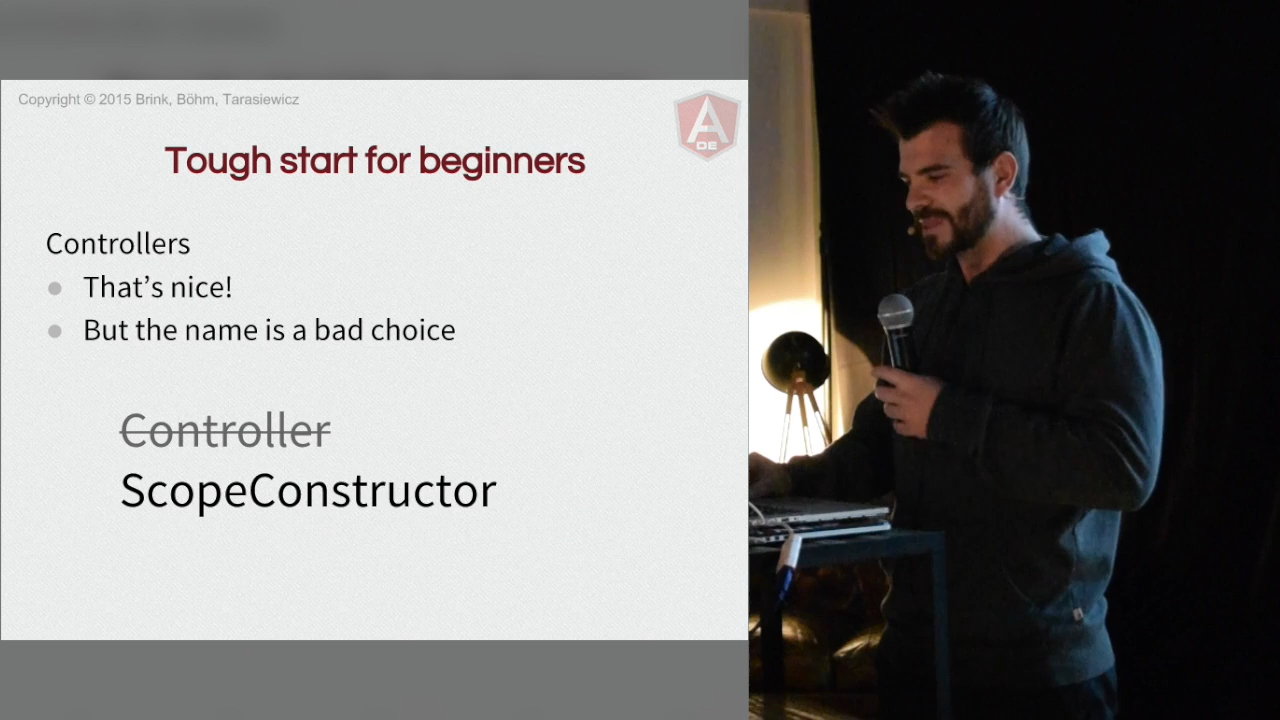 Copyright © 2015 Brink, Böhm, Tarasiewicz
A
DE
Tough start for beginners
Controllers
That’s nice!
But the name is a bad choice
Controller
ScopeConstructor